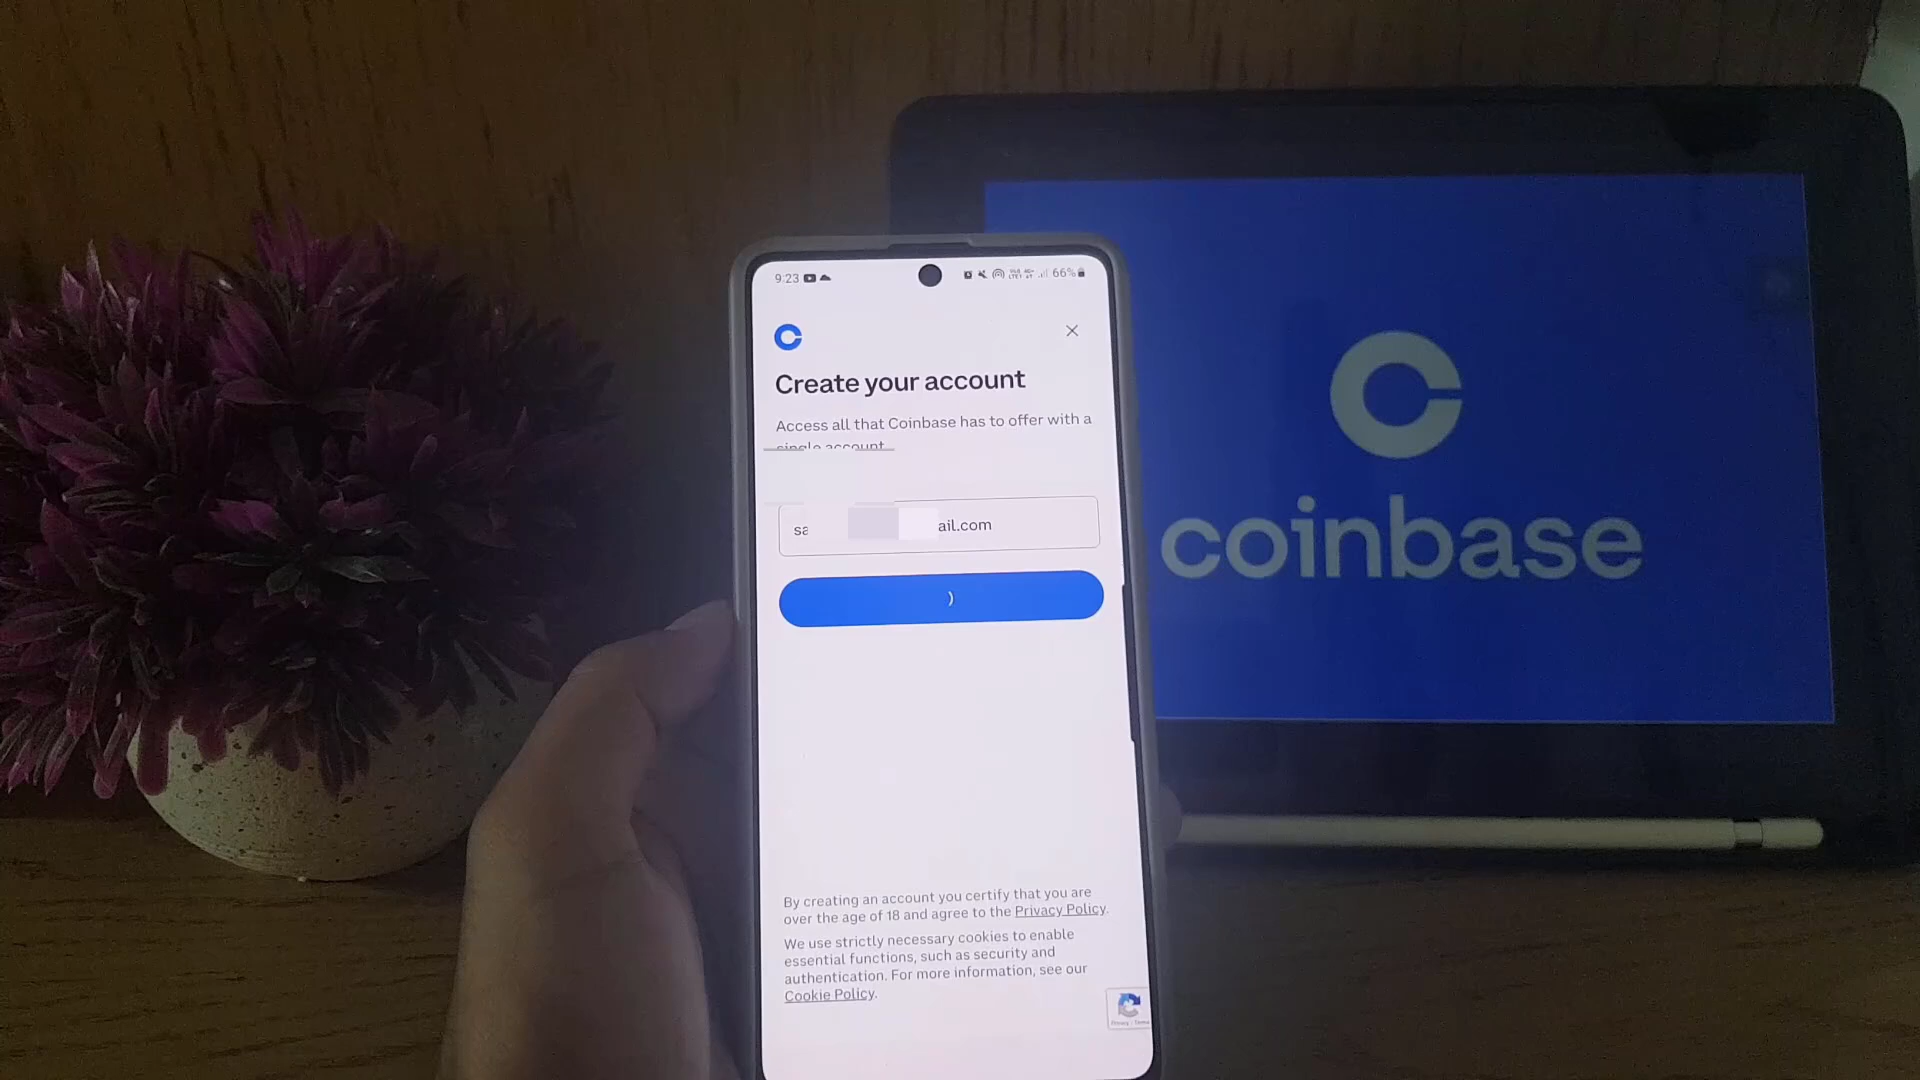 9:23
66%
Create your account
Access all that Coinbase has to offer with a
single account
sa
ail.com
By creating an account you certify that you are
over the age of 18 and agree to the Privacy Policy.
We use strictly necessary cookies to enable
essential functions, such as security and
authentication. For more information, see our
Cookie Policy.
coinbase